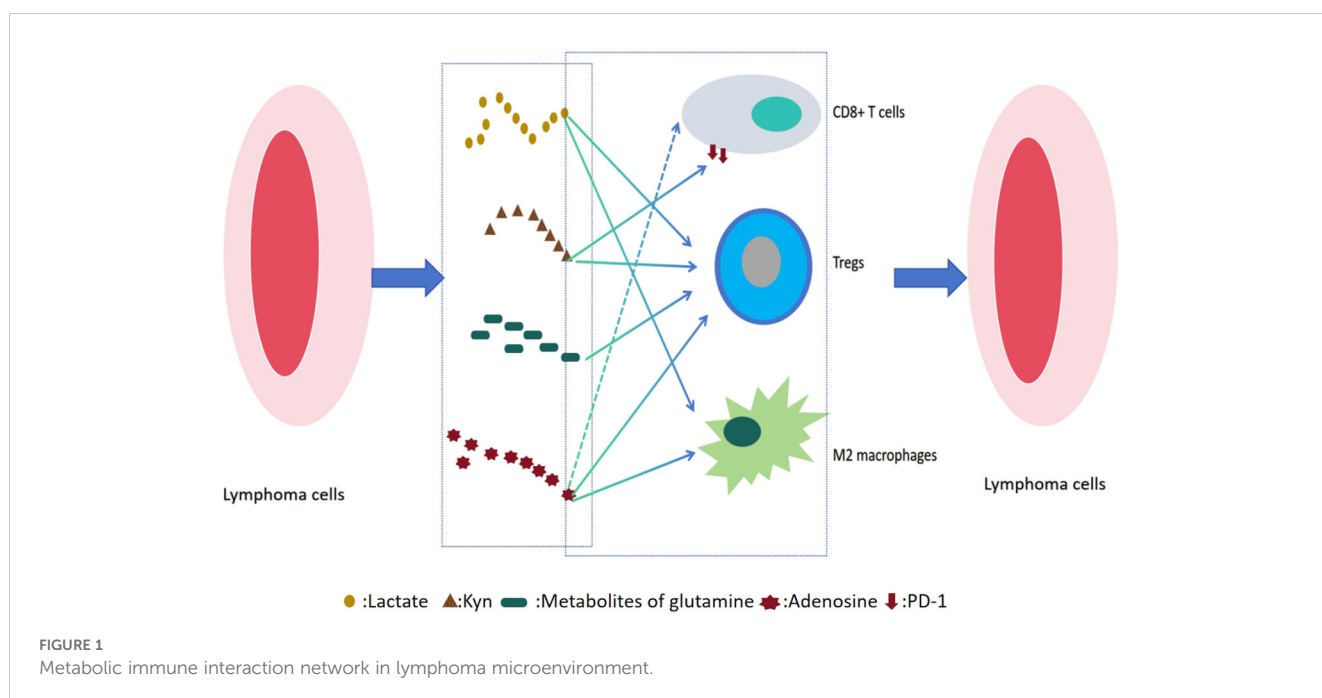 CD8+ T cells
Tregs
M2 macrophages
Lymphoma cells
Lymphoma cells
:Lactate :Kyn :Metabolites of glutamine :Adenosine :PD-1
FIGURE 1
Metabolic immune interaction network in lymphoma microenvironment.